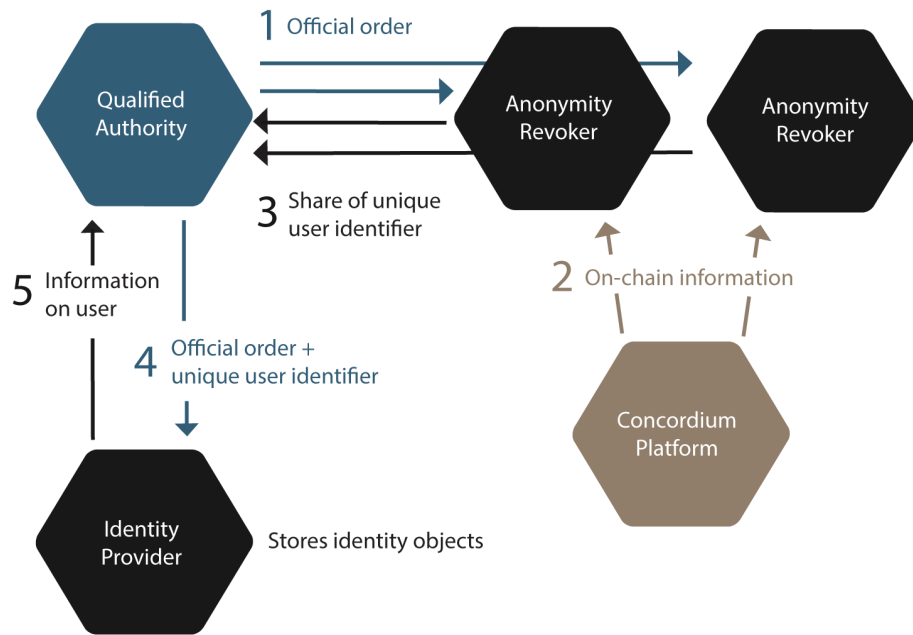 1 Official order
Qualified
Authority
Anonymity
Revoker
Anonymity
Revoker
3 Share of unique
user identifier
2 On-chain information
5 Information
on user
4 Official order +
unique user identifier
Concordium
Platform
Identity
Provider
Stores identity objects